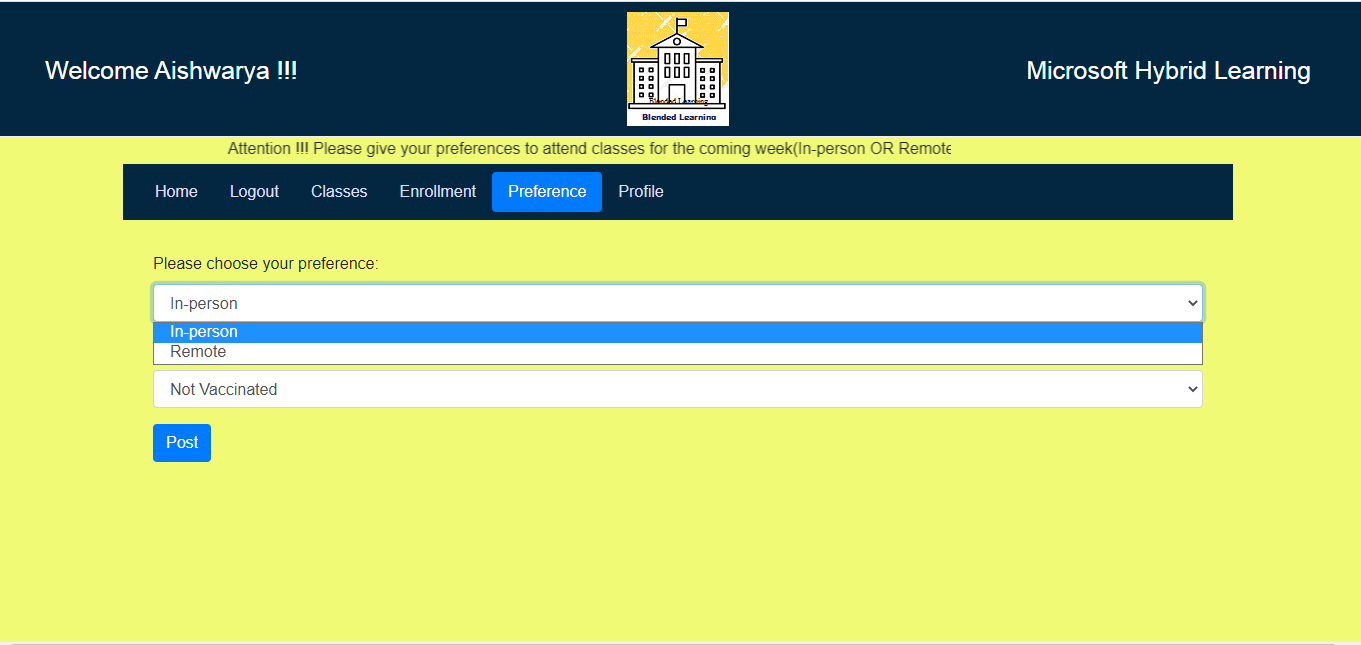 Welcome Aishwarya !!!
Blended Learning
Blended Learning
Microsoft Hybrid Learning
Attention !!! Please give your preferences to attend classes for the coming week(In-person OR Remote
Home Logout Classes Enrollment Preference Profile
Please choose your preference:
In-person
In-person
Remote
Not Vaccinated
Post